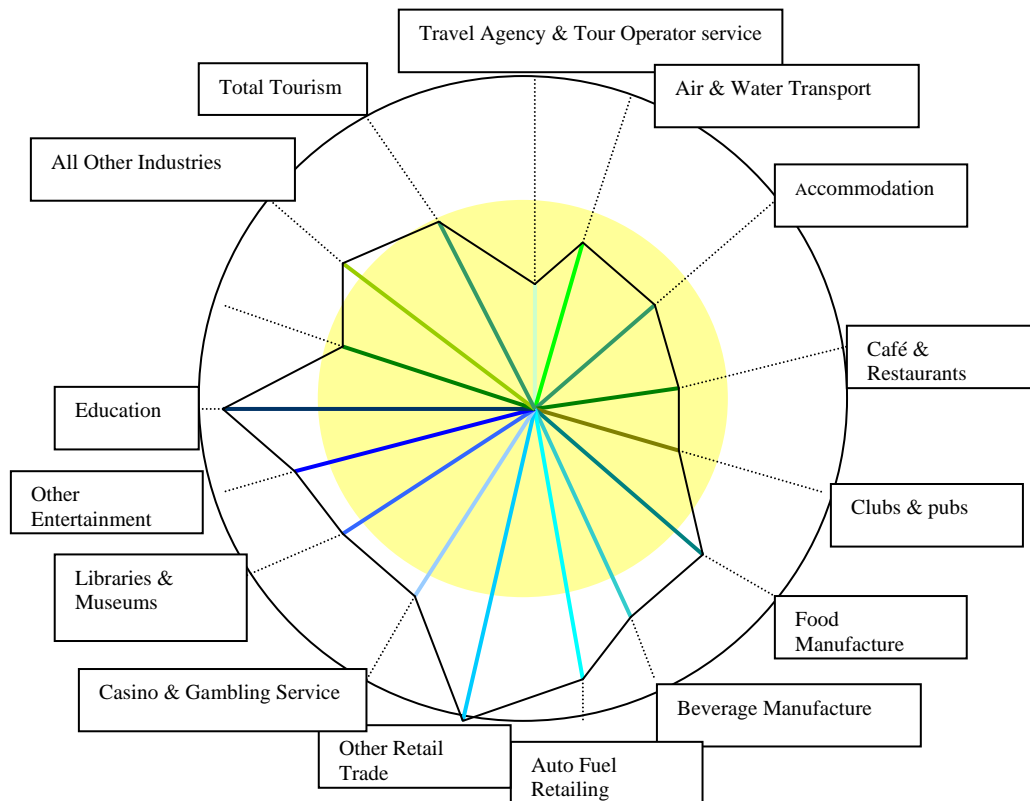 Travel Agency & Tour Operator service
Air & Water Transport
Total Tourism
All Other Industries
Accommodation
Café &
Restaurants
Education
Other
Entertainment
Clubs & pubs
Libraries &
Museums
Food
Manufacture
Casino & Gambling Service
Beverage Manufacture
Other Retail
Trade
Auto Fuel
Retailing